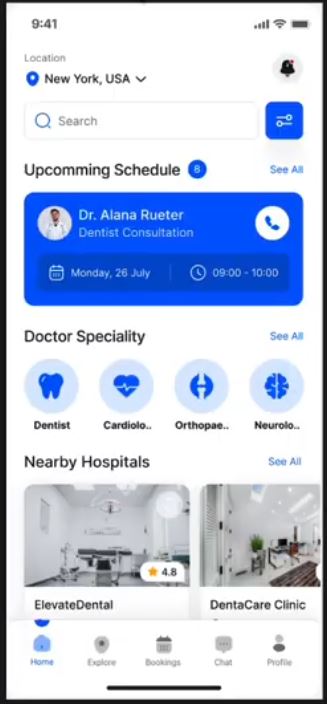 9:41
Location
New York, USA
Search
Upcomming Schedule 8
See All
Dr. Alana Rueter
Dentist Consultation
Monday, 26 July
09:00 - 10:00
Doctor Speciality
See All
Dentist
Cardiolo..
Orthopae..
Neurolo..
Nearby Hospitals
See All
4.8
ElevateDental
DentaCare Clinic
Home
Explore
Bookings
Chat
Profile